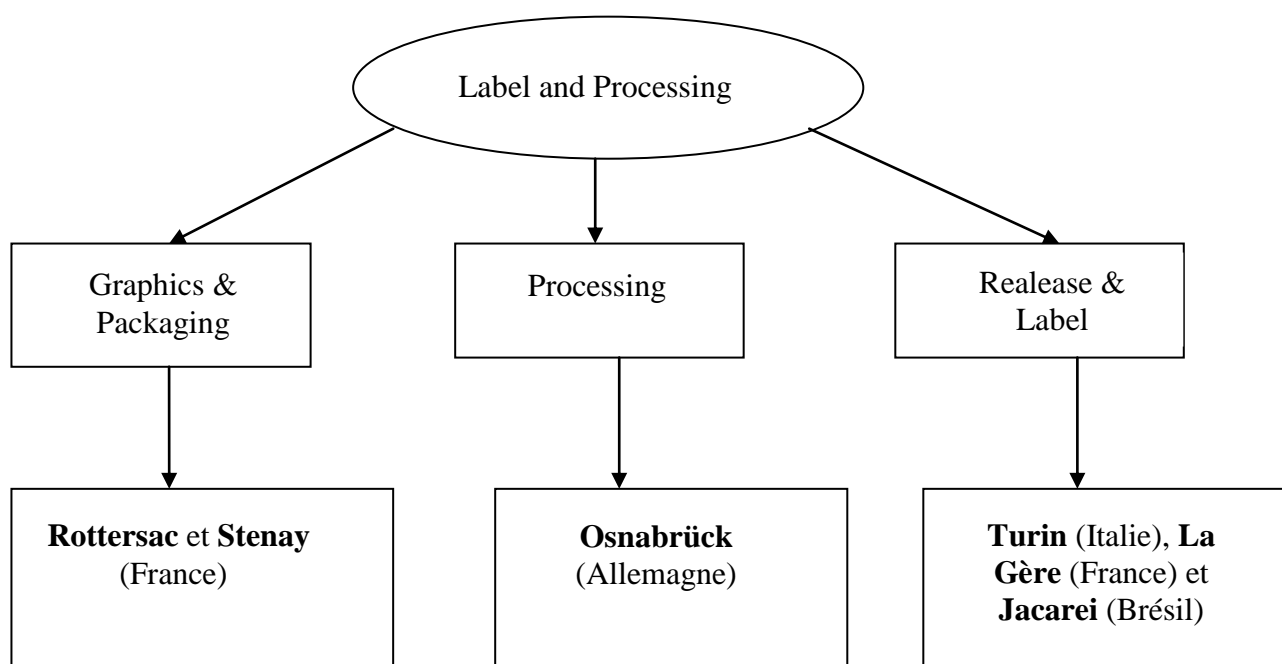 Label and Processing
Graphics &
Packaging
Processing
Realease &
Label
Rottersac et Stenay
(France)
Osnabrück
(Allemagne)
Turin (Italie), La
Gère (France) et
Jacarei (Brésil)